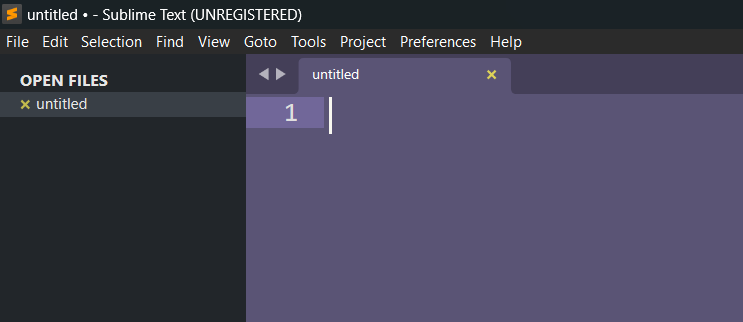 untitled • - Sublime Text (UNREGISTERED)
File Edit Selection Find View Goto Tools Project Preferences Help
OPEN FILES
untitled
untitled
1